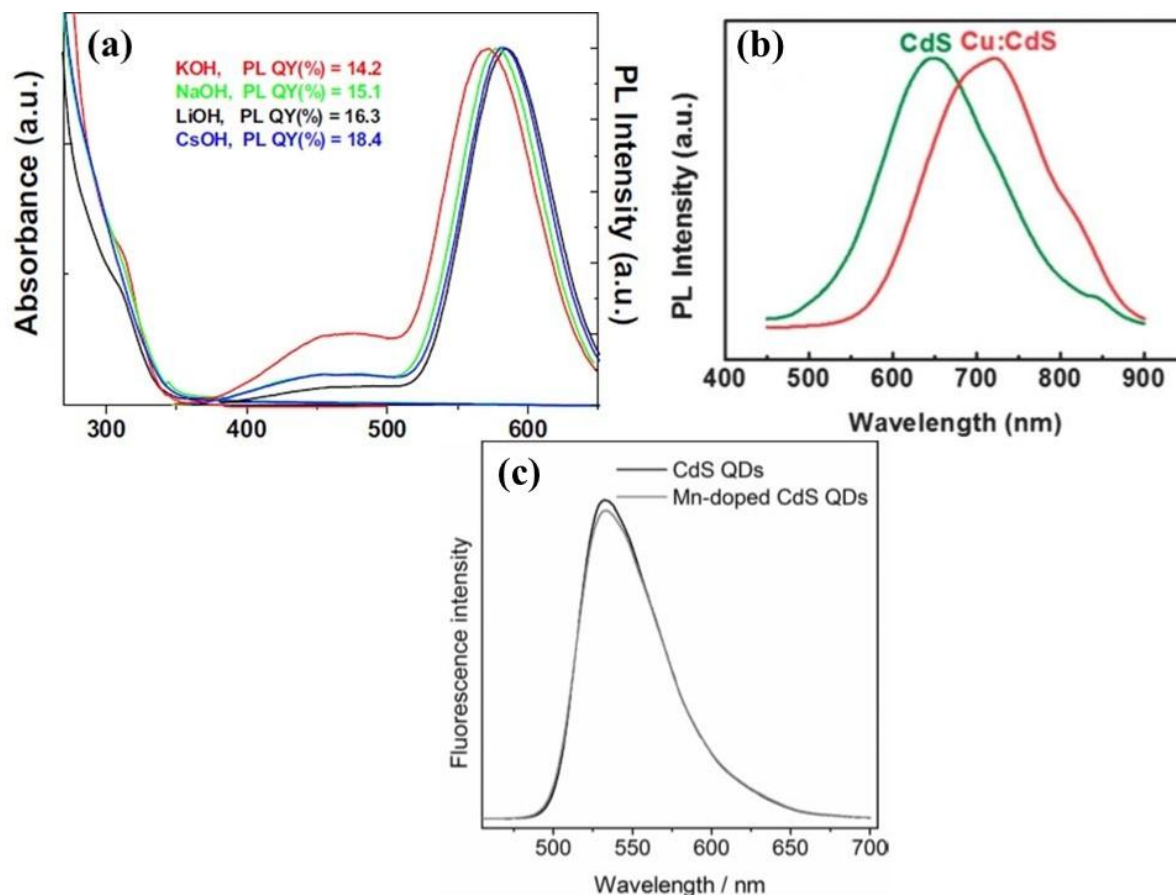 (a)
KOH, PL QY(%) = 14.2
NaOH, PL QY(%) = 15.1
LiOH, PL QY(%) = 16.3
CsOH, PL QY(%) = 18.4
Absorbance (a.u.)
PL Intensity (a.u.)
300 400 500 600
(b)
CdS Cu:CdS
PL Intensity (a.u.)
400 500 600 700 800 900
Wavelength (nm)
(c)
CdS QDs
Mn-doped CdS QDs
Fluorescence intensity
500 550 600 650 700
Wavelength / nm